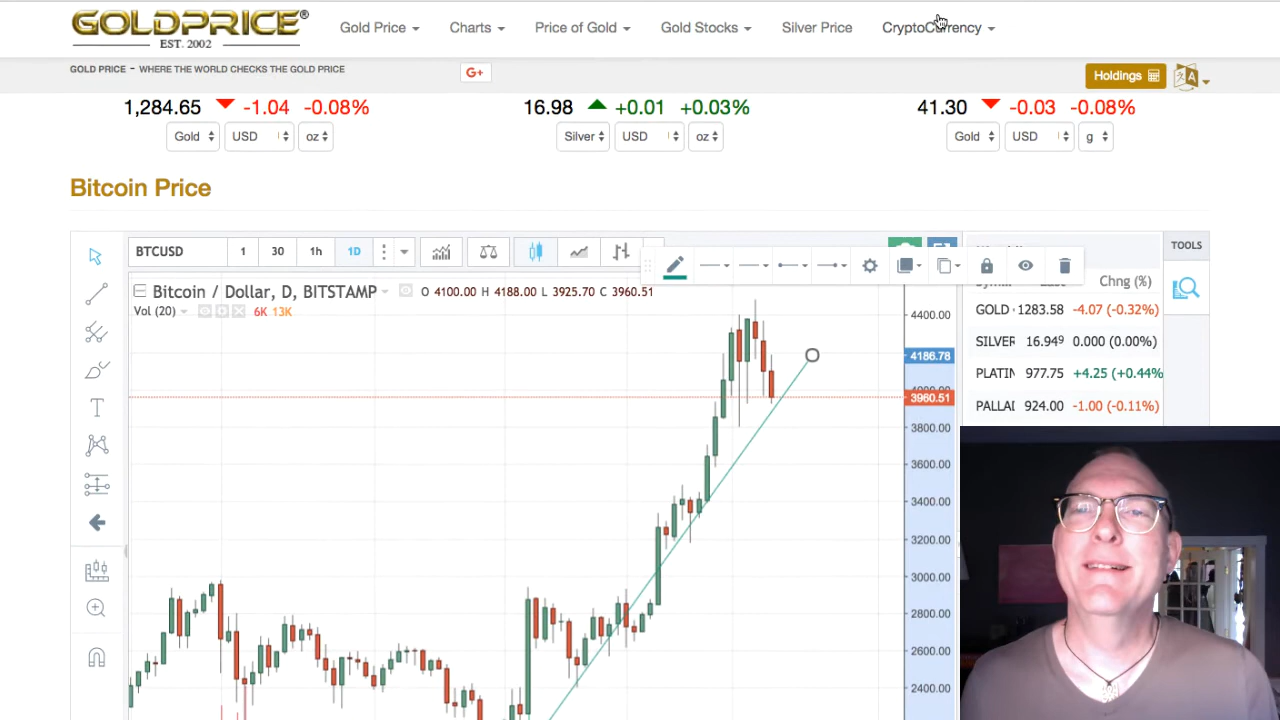 GOLDPRICE®
EST. 2002
Gold Price
Charts
Price of Gold
Gold Stocks
Silver Price
CryptoCurrency
GOLD PRICE - WHERE THE WORLD CHECKS THE GOLD PRICE
G+
Holdings
A
1,284.65 -1.04 -0.08%
Gold USD oz
16.98 +0.01 +0.03%
Silver USD oz
41.30 -0.03 -0.08%
Gold USD g
Bitcoin Price
BTCUSD 1 30 1h 1D
TOOLS
Bitcoin / Dollar, D, BITSTAMP O 4100.00 H 4188.00 L 3925.70 C 3960.51
Vol (20) 6K 13K
Chng (%)
GOLD 1283.58 -4.07 (-0.32%)
SILVER 16.949 0.000 (0.00%)
PLATIN 977.75 +4.25 (+0.44%
PALLAI 924.00 -1.00 (-0.11%)
4400.00
4186.78
3960.51
3800.00
3600.00
3400.00
3200.00
3000.00
2800.00
2600.00
2400.00